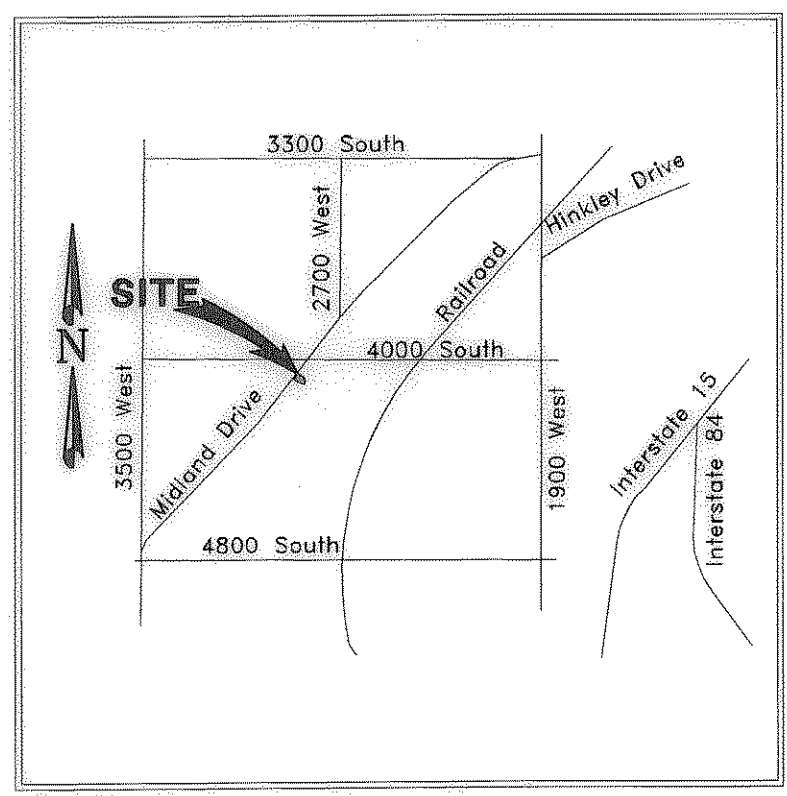 3300 South
Hinkley Drive
2700 West
Railroad
SITE
N
4000 South
3500 West
Midland Drive
1900 West
Interstate 15
Interstate 84
4800 South